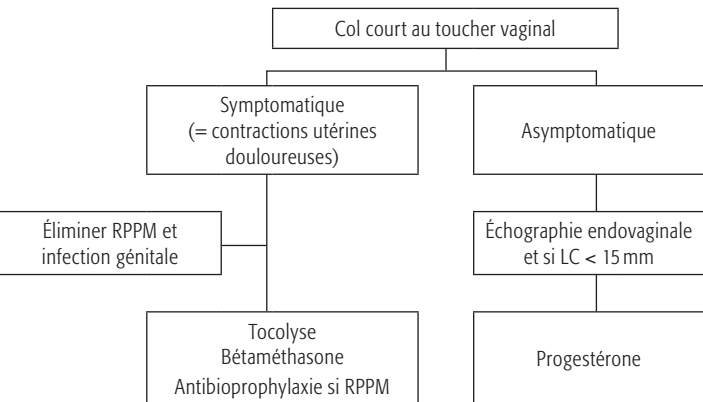 Col court au toucher vaginal
Symptomatique
(= contractions utérines
douloureuses)
Asymptomatique
Éliminer RPPM et
infection génitale
Échographie endovaginale
et si LC < 15 mm
Tocolyse
Bétaméthasone
Antibioprophylaxie si RPPM
Progestérone